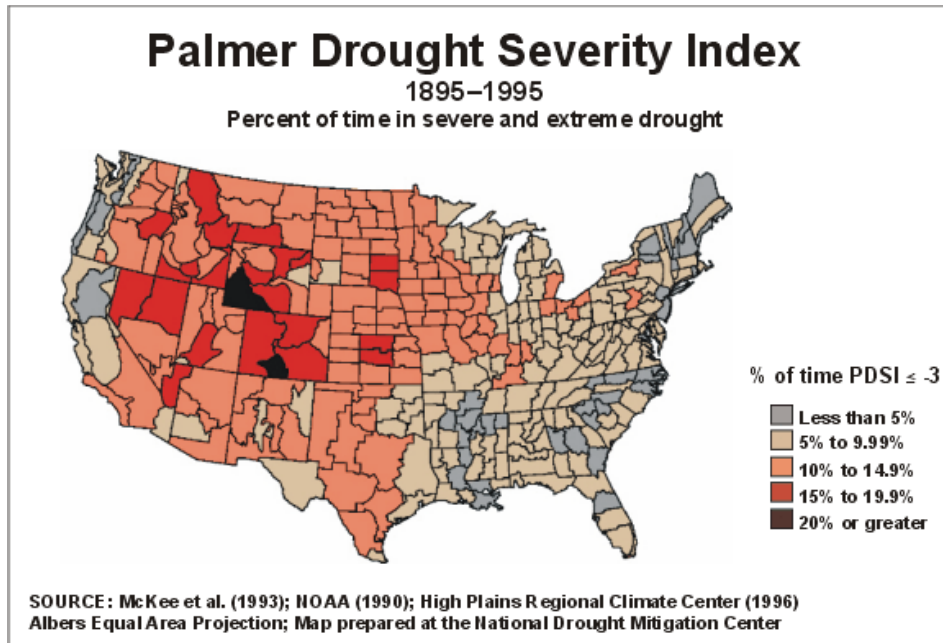 Palmer Drought Severity Index
1895–1995
Percent of time in severe and extreme drought
% of time PDSI ≤ -3
Less than 5%
5% to 9.99%
10% to 14.9%
15% to 19.9%
20% or greater
SOURCE: McKee et al. (1993); NOAA (1990); High Plains Regional Climate Center (1996)
Albers Equal Area Projection; Map prepared at the National Drought Mitigation Center